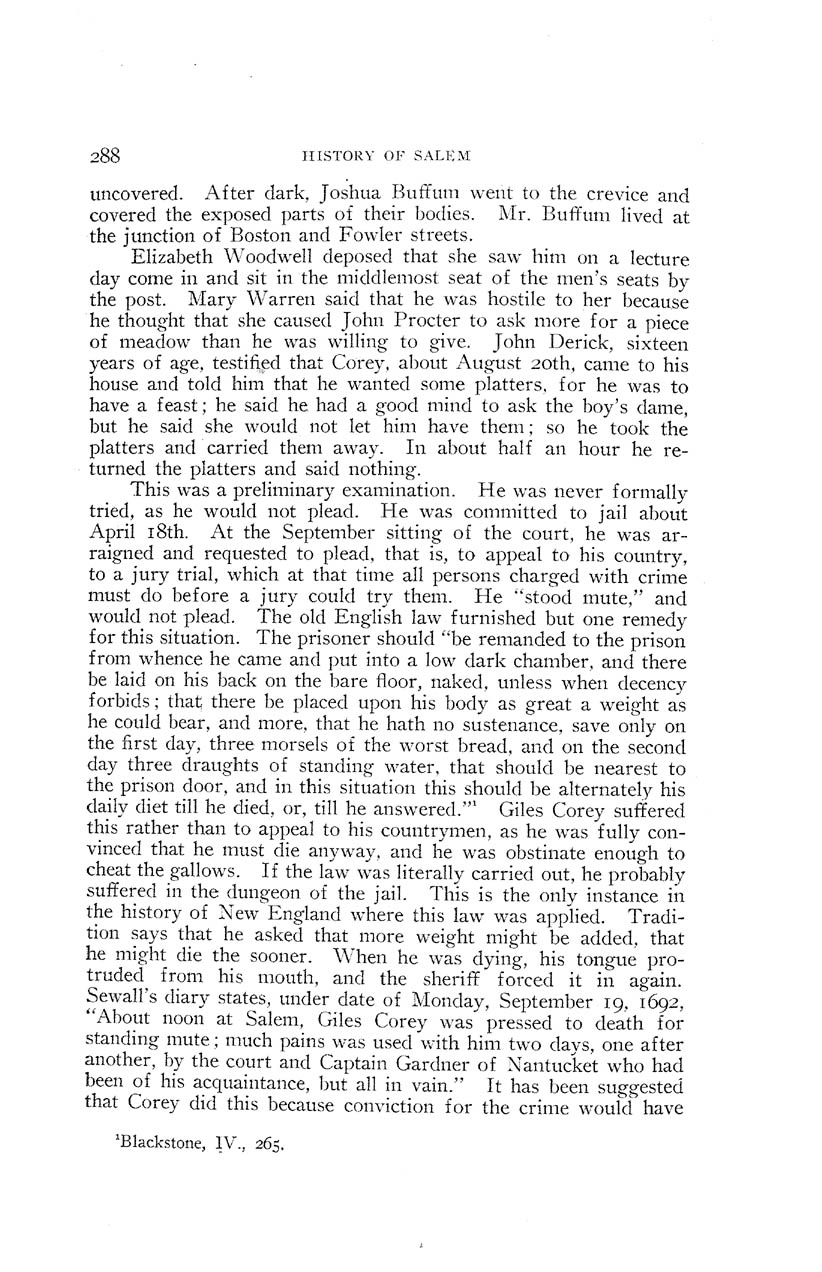 288 HISTORY OF SALEM
uncovered. After dark, Joshua Buffum went to the crevice and
covered the exposed parts of their bodies. Mr. Buffum lived at
the junction of Boston and Fowler streets.
Elizabeth Woodwell deposed that she saw him on a lecture
day come in and sit in the middlemost seat of the men's seats by
the post. Mary Warren said that he was hostile to her because
he thought that she caused John Procter to ask more for a piece
of meadow than he was willing to give. John Derick, sixteen
years of age, testified that Corey, about August 20th, came to his
house and told him that he wanted some platters, for he was to
have a feast; he said he had a good mind to ask the boy's dame,
but he said she would not let him have them; so he took the
platters and carried them away. In about half an hour he re-
turned the platters and said nothing.
This was a preliminary examination. He was never formally
tried, as he would not plead. He was committed to jail about
April 18th. At the September sitting of the court, he was ar-
raigned and requested to plead, that is, to appeal to his country,
to a jury trial, which at that time all persons charged with crime
must do before a jury could try them. He “stood mute,” and
would not plead. The old English law furnished but one remedy
for this situation. The prisoner should “be remanded to the prison
from whence he came and put into a low dark chamber, and there
be laid on his back on the bare floor, naked, unless when decency
forbids; that there be placed upon his body as great a weight as
he could bear, and more, that he hath no sustenance, save only on
the first day, three morsels of the worst bread, and on the second
day three draughts of standing water, that should be nearest to
the prison door, and in this situation this should be alternately his
daily diet till he died, or, till he answered.”¹ Giles Corey suffered
this rather than to appeal to his countrymen, as he was fully con-
vinced that he must die anyway, and he was obstinate enough to
cheat the gallows. If the law was literally carried out, he probably
suffered in the dungeon of the jail. This is the only instance in
the history of New England where this law was applied. Tradi-
tion says that he asked that more weight might be added, that
he might die the sooner. When he was dying, his tongue pro-
truded from his mouth, and the sheriff forced it in again.
Sewall's diary states, under date of Monday, September 19, 1692,
“About noon at Salem, Giles Corey was pressed to death for
standing mute; much pains was used with him two days, one after
another, by the court and Captain Gardner of Nantucket who had
been of his acquaintance, but all in vain.” It has been suggested
that Corey did this because conviction for the crime would have
¹Blackstone, IV., 265.